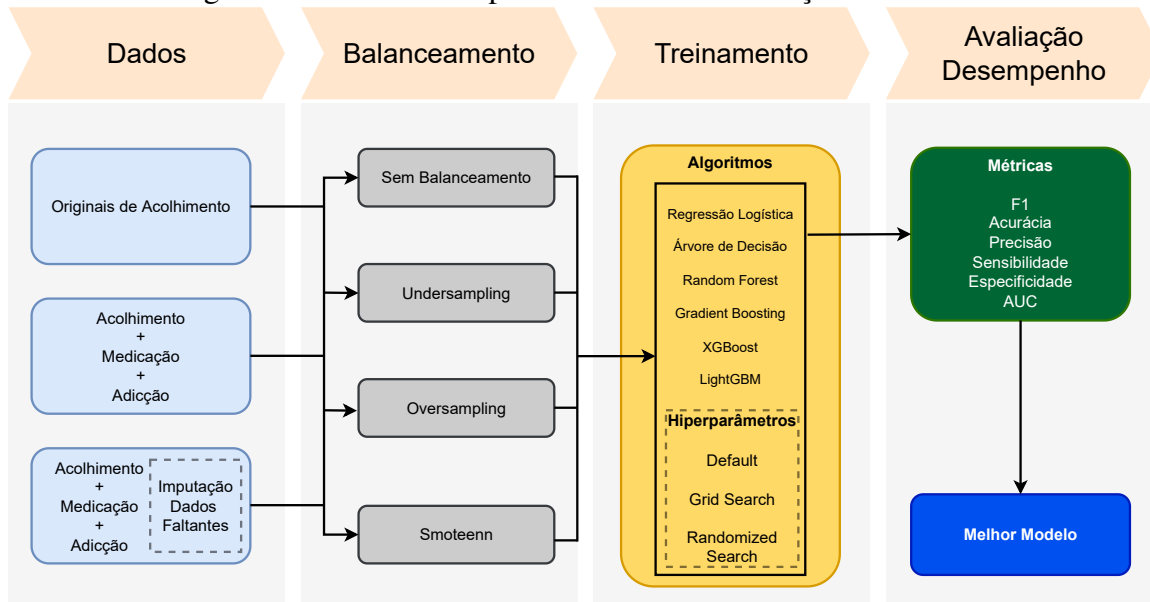 Dados
Balanceamento
Treinamento
Avaliação
Desempenho
Originais de Acolhimento
Acolhimento
+
Medicação
+
Adicção
Acolhimento
+
Medicação
+
Adicção
Imputação
Dados
Faltantes
Sem Balanceamento
Undersampling
Oversampling
Smoteenn
Algoritmos
Regressão Logística
Árvore de Decisão
Random Forest
Gradient Boosting
XGBoost
LightGBM
Hiperparâmetros
Default
Grid Search
Randomized
Search
Métricas
F1
Acurácia
Precisão
Sensibilidade
Especificidade
AUC
Melhor Modelo